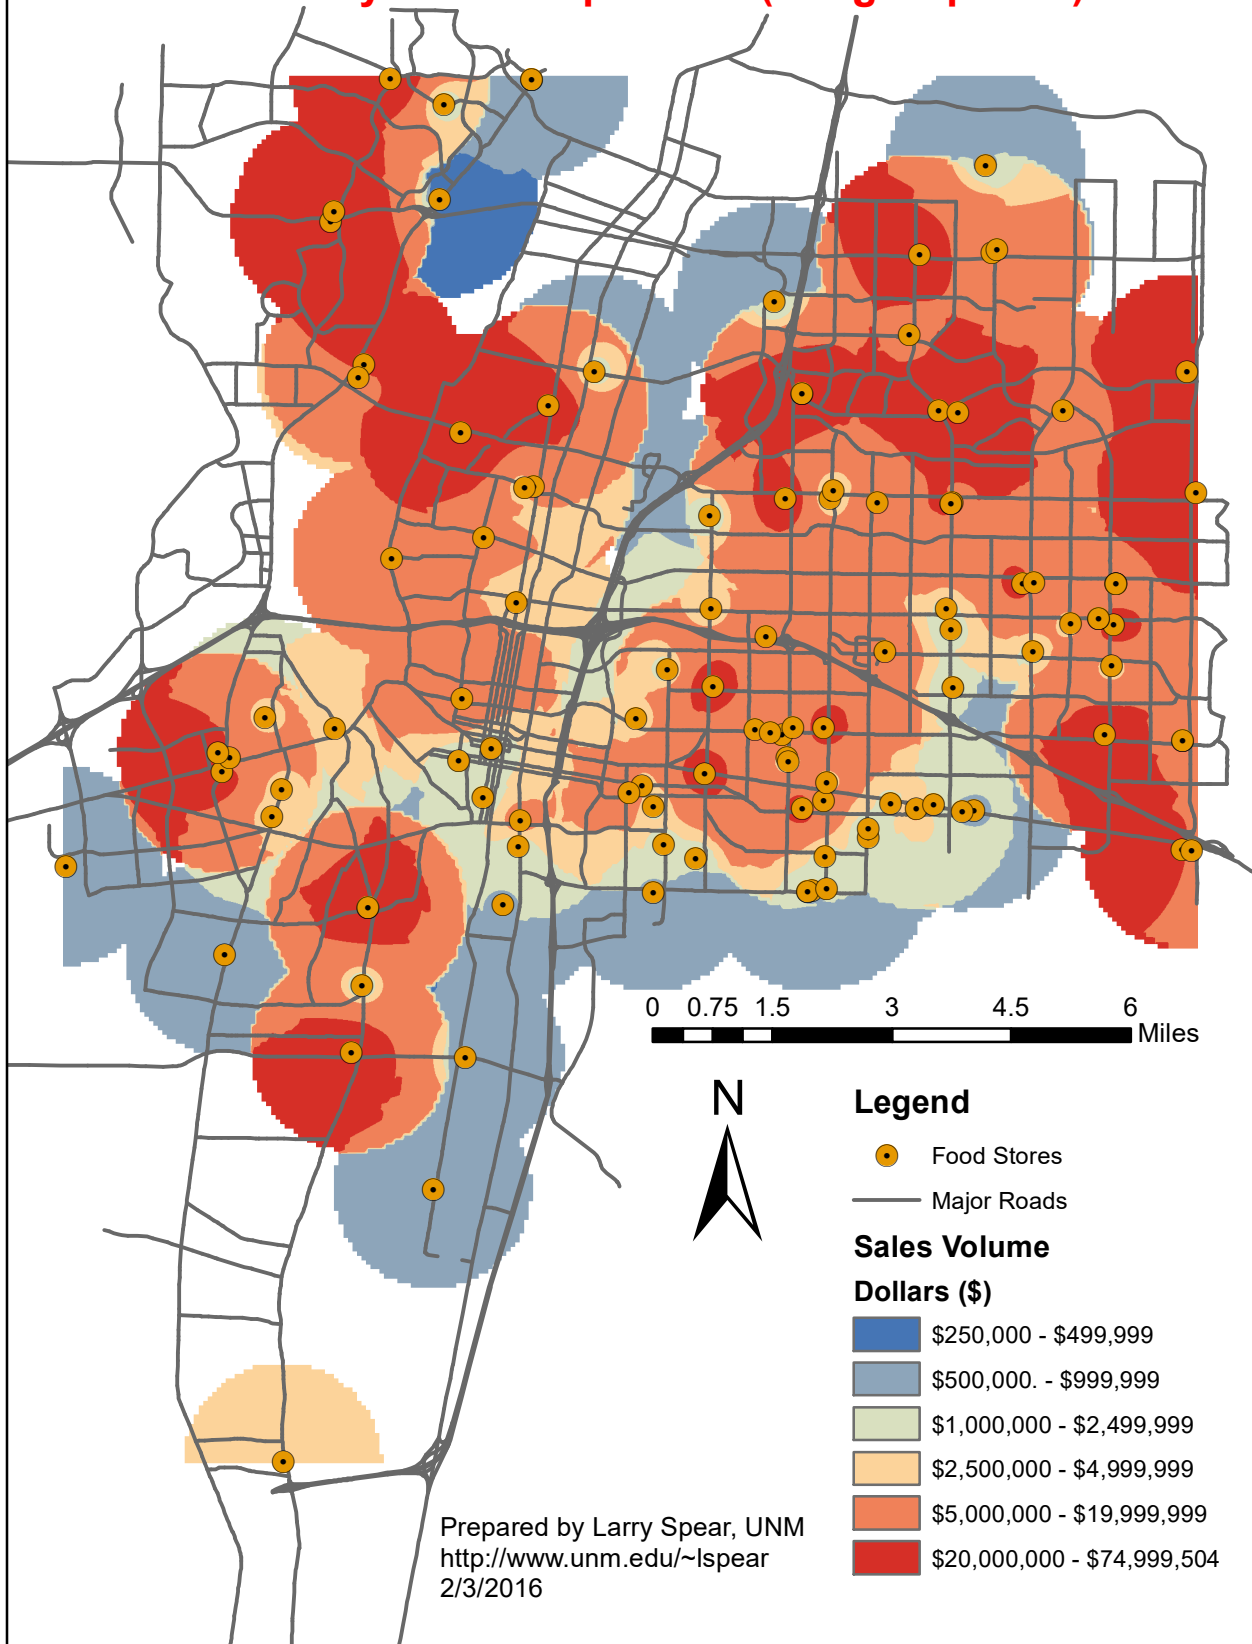 0 0.75 1.5 3 4.5 6
Miles
N
Legend
Food Stores
Major Roads
Sales Volume
Dollars ($)
$250,000 - $499,999
$500,000. - $999,999
$1,000,000 - $2,499,999
$2,500,000 - $4,999,999
$5,000,000 - $19,999,999
$20,000,000 - $74,999,504
Prepared by Larry Spear, UNM
http://www.unm.edu/~lspear
2/3/2016